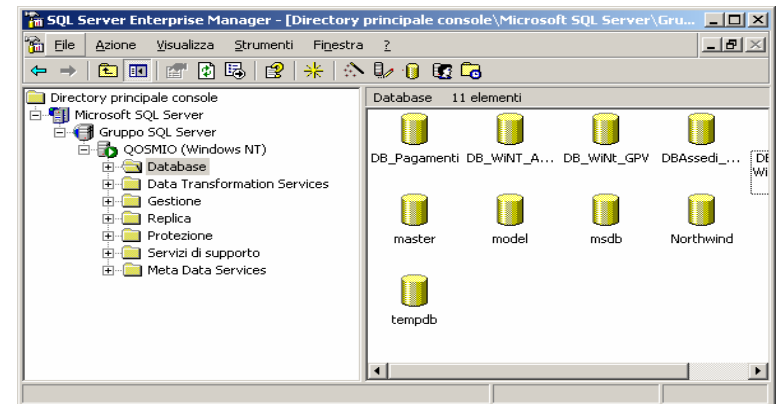 SQL Server Enterprise Manager - [Directory principale console\Microsoft SQL Server\Gru...
File Azione Visualizza Strumenti Finestra ?
Directory principale console
Microsoft SQL Server
Gruppo SQL Server
QOSMIO (Windows NT)
Database
Data Transformation Services
Gestione
Replica
Protezione
Servizi di supporto
Meta Data Services
Database 11 elementi
DB_Pagamenti DB_WiNT_A... DB_WiNt_GPV DBAssedi_...
master model msdb Northwind
tempdb